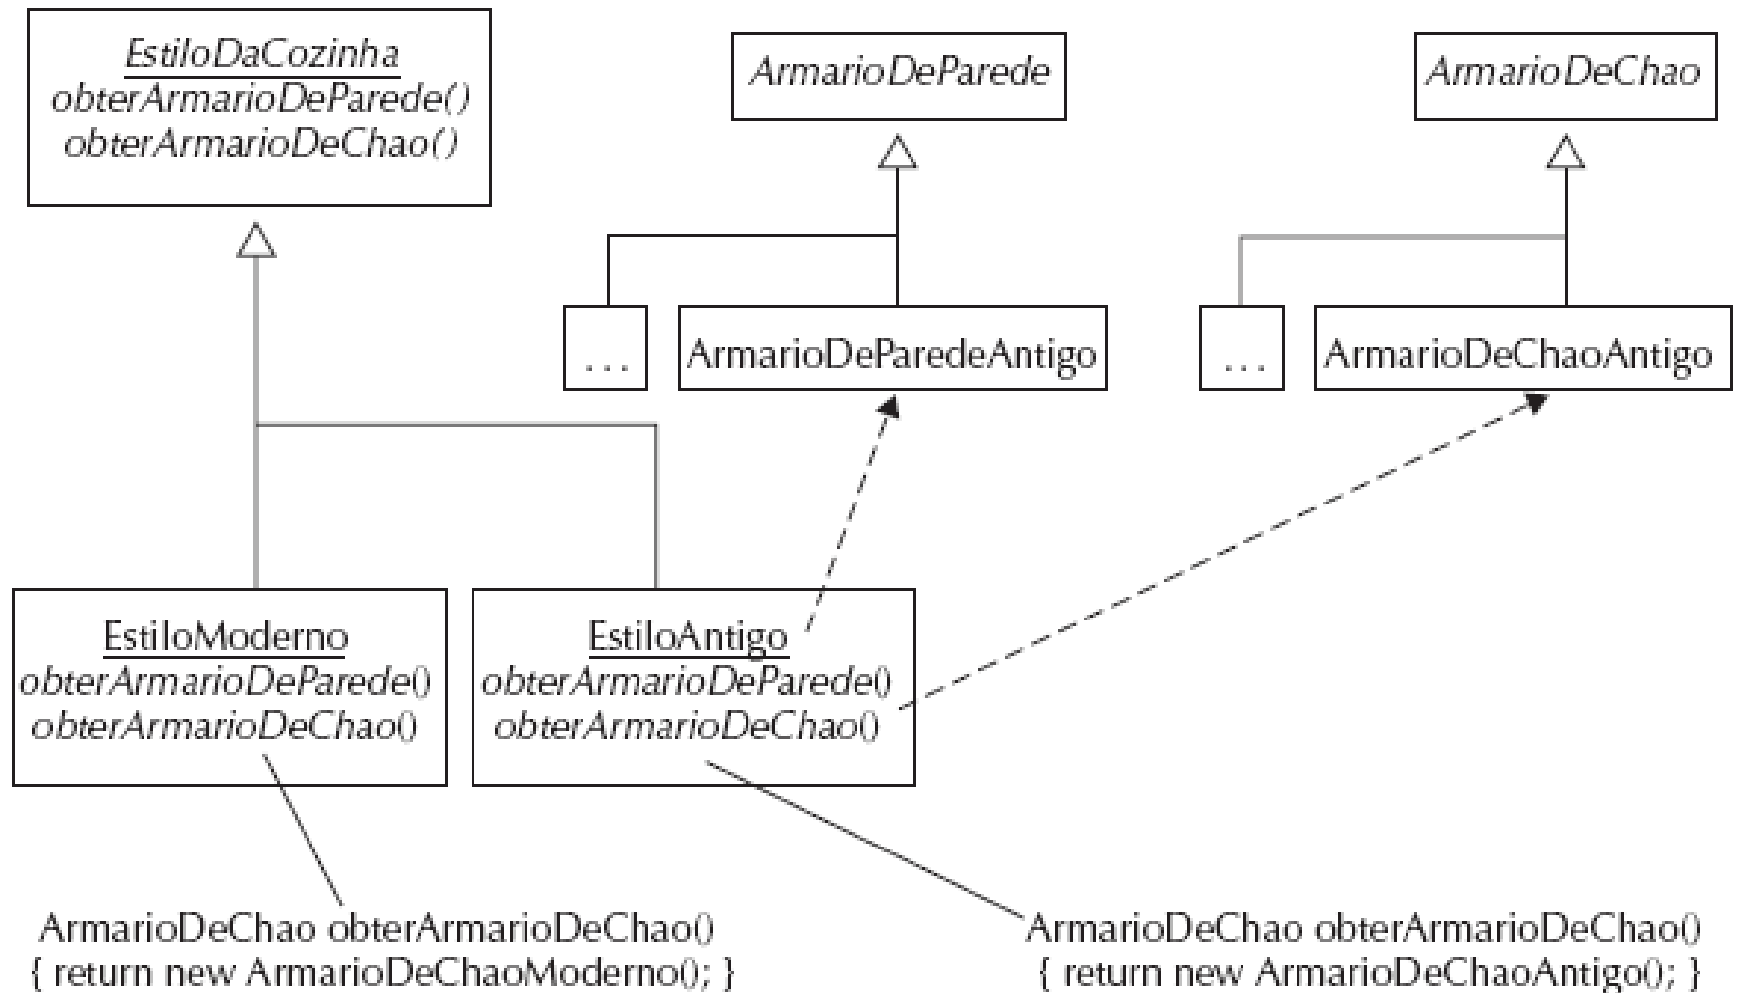 EstiloDaCozinha
obterArmarioDeParede()
obterArmarioDeChao()
ArmarioDeParede
ArmarioDeChao
...
ArmarioDeParedeAntigo
...
ArmarioDeChaoAntigo
EstiloModerno
obterArmarioDeParede()
obterArmarioDeChao()
EstiloAntigo
obterArmarioDeParede()
obterArmarioDeChao()
ArmarioDeChao obterArmarioDeChao()
{ return new ArmarioDeChaoModerno(); }
ArmarioDeChao obterArmarioDeChao()
{ return new ArmarioDeChaoAntigo(); }